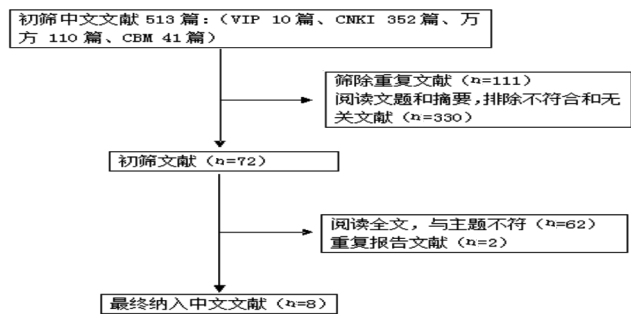 初筛中文文献 513 篇：（VIP 10 篇、CNKI 352 篇、万
方 110 篇、CBM 41 篇）
筛除重复文献（n=111）
阅读文题和摘要，排除不符合和无
关文献（n=330）
初筛文献（n=72）
阅读全文，与主题不符（n=62）
重复报告文献（n=2）
最终纳入中文文献（n=8）